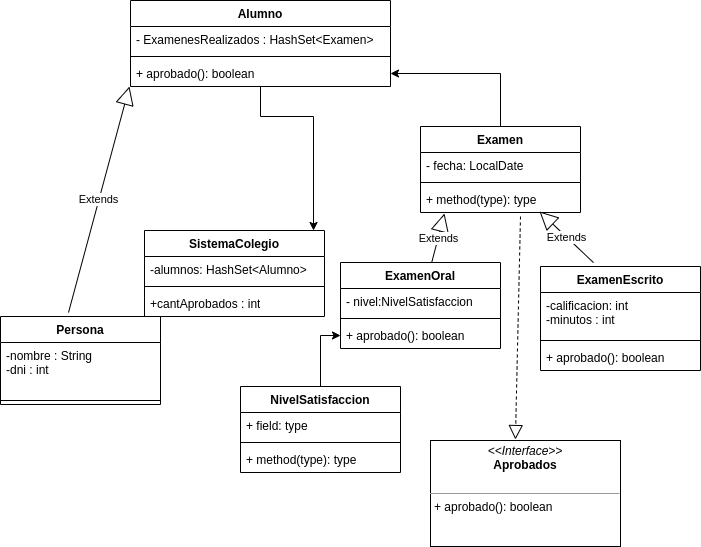 Alumno
- ExamenesRealizados : HashSet<Examen>
+ aprobado(): boolean
Examen
- fecha: LocalDate
+ method(type): type
Extends
SistemaColegio
-alumnos: HashSet<Alumno>
+cantAprobados : int
Extends
Extends
ExamenOral
- nivel:NivelSatisfaccion
+ aprobado(): boolean
ExamenEscrito
-calificacion: int
-minutos : int
+ aprobado(): boolean
Persona
-nombre : String
-dni : int
NivelSatisfaccion
+ field: type
+ method(type): type
<<Interface>>
Aprobados
+ aprobado(): boolean